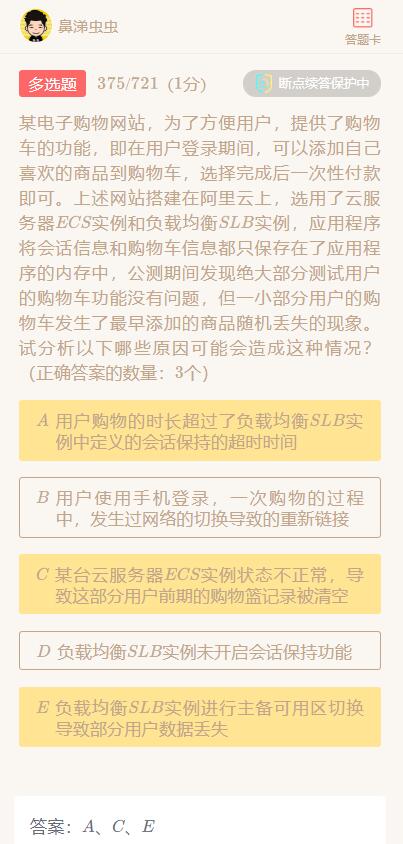 鼻涕虫虫
答题卡
多选题 375/721 (1分) 断点续答保护中
某电子购物网站，为了方便用户，提供了购物
车的功能，即在用户登录期间，可以添加自己
喜欢的商品到购物车，选择完成后一次性付款
即可。上述网站搭建在阿里云上，选用了云服
务器ECS实例和负载均衡SLB实例，应用程序
将会话信息和购物车信息都只保存在了应用程
序的内存中，公测期间发现绝大部分测试用户
的购物车功能没有问题，但一小部分用户的购
物车发生了最早添加的商品随机丢失的现象。
试分析以下哪些原因可能会造成这种情况？
（正确答案的数量：3个）
A 用户购物的时长超过了负载均衡SLB实
例中定义的会话保持的超时时间
B 用户使用手机登录，一次购物的过程
中，发生过网络的切换导致的重新链接
C 某台云服务器ECS实例状态不正常，导
致这部分用户前期的购物篮记录被清空
D 负载均衡SLB实例未开启会话保持功能
E 负载均衡SLB实例进行主备可用区切换
导致部分用户数据丢失
答案：A、C、E